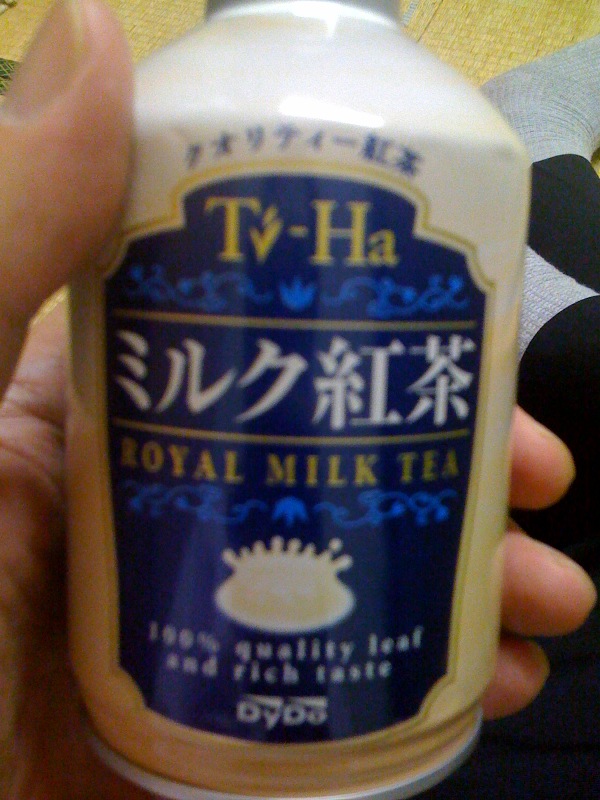 クオリティー紅茶
Ti-Ha
ミルク紅茶
ROYAL MILK TEA
100% quality leaf
and rich taste
DyDo